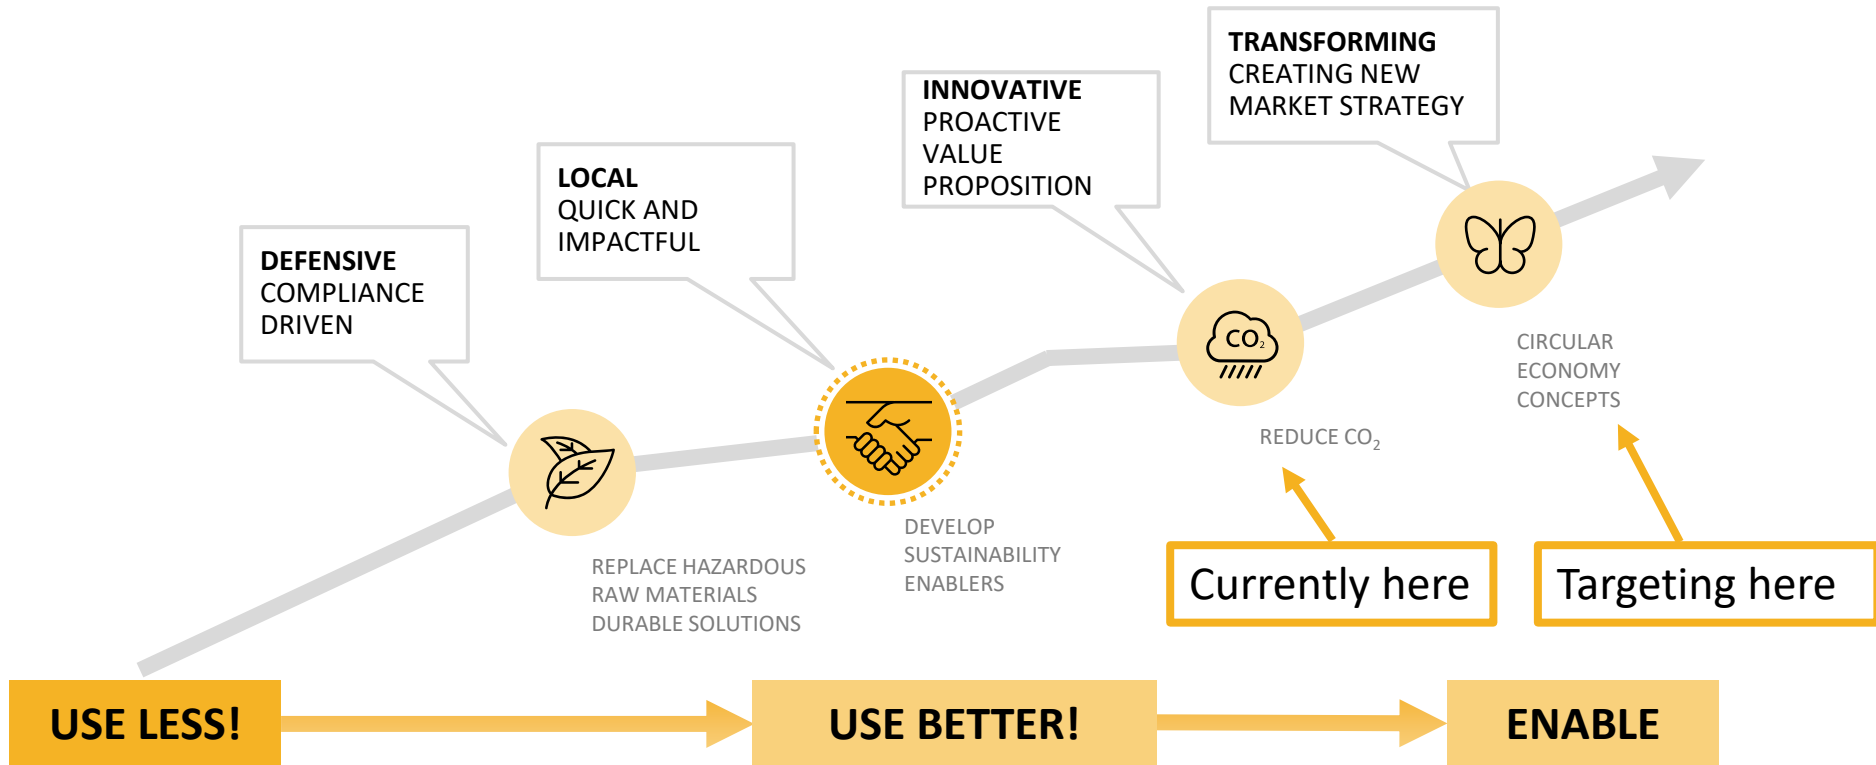 TRANSFORMING
CREATING NEW
MARKET STRATEGY
INNOVATIVE
PROACTIVE
VALUE
PROPOSITION
LOCAL
QUICK AND
IMPACTFUL
DEFENSIVE
COMPLIANCE
DRIVEN
CO₂
CIRCULAR
ECONOMY
CONCEPTS
REDUCE CO₂
DEVELOP
SUSTAINABILITY
ENABLERS
REPLACE HAZARDOUS
RAW MATERIALS
DURABLE SOLUTIONS
Currently here
Targeting here
USE LESS!
USE BETTER!
ENABLE